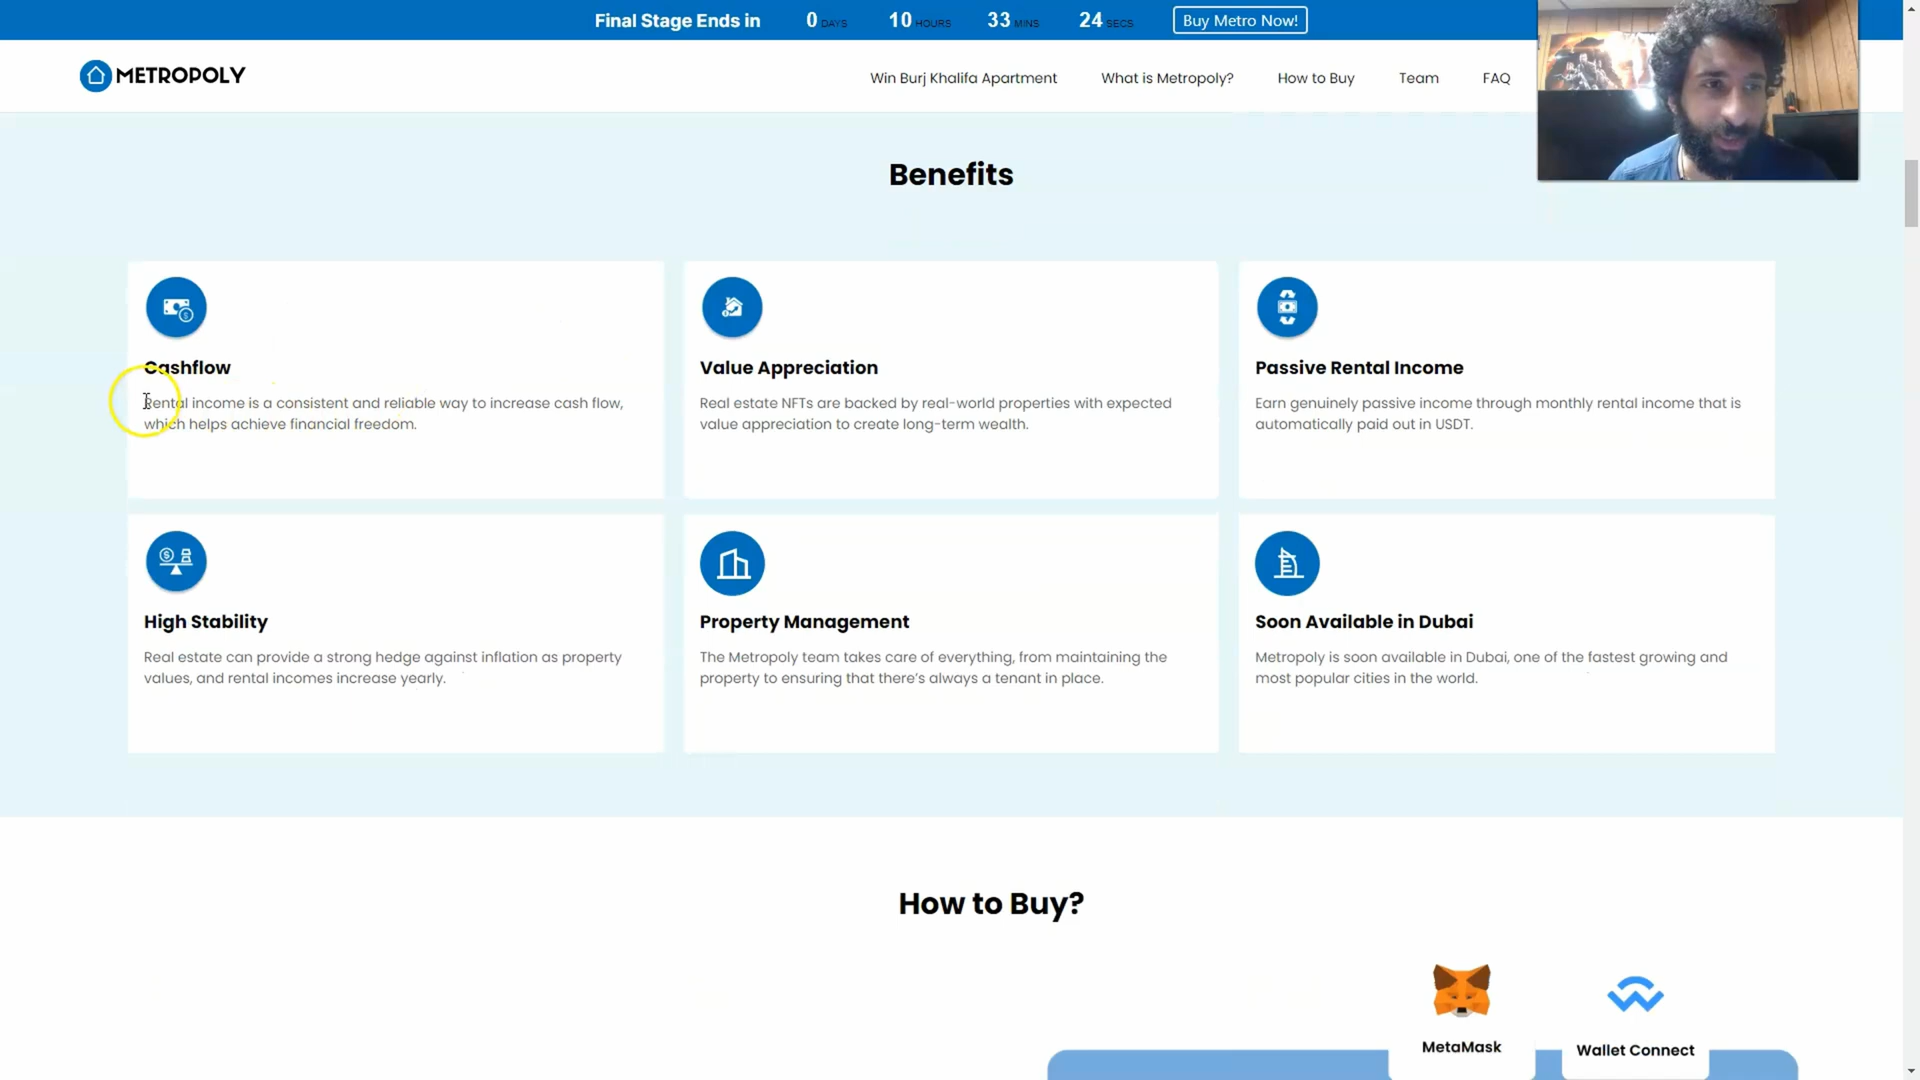 Final Stage Ends in 0 DAYS 10 HOURS 33 MINS 24 SECS Buy Metro Now!
METROPOLY Win Burj Khalifa Apartment What is Metropoly? How to Buy Team FAQ
Benefits
Cashflow
Rental income is a consistent and reliable way to increase cash flow,
which helps achieve financial freedom.
Value Appreciation
Real estate NFTs are backed by real-world properties with expected
value appreciation to create long-term wealth.
Passive Rental Income
Earn genuinely passive income through monthly rental income that is
automatically paid out in USDT.
High Stability
Real estate can provide a strong hedge against inflation as property
values, and rental incomes increase yearly.
Property Management
The Metropoly team takes care of everything, from maintaining the
property to ensuring that there's always a tenant in place.
Soon Available in Dubai
Metropoly is soon available in Dubai, one of the fastest growing and
most popular cities in the world.
How to Buy?
MetaMask
Wallet Connect